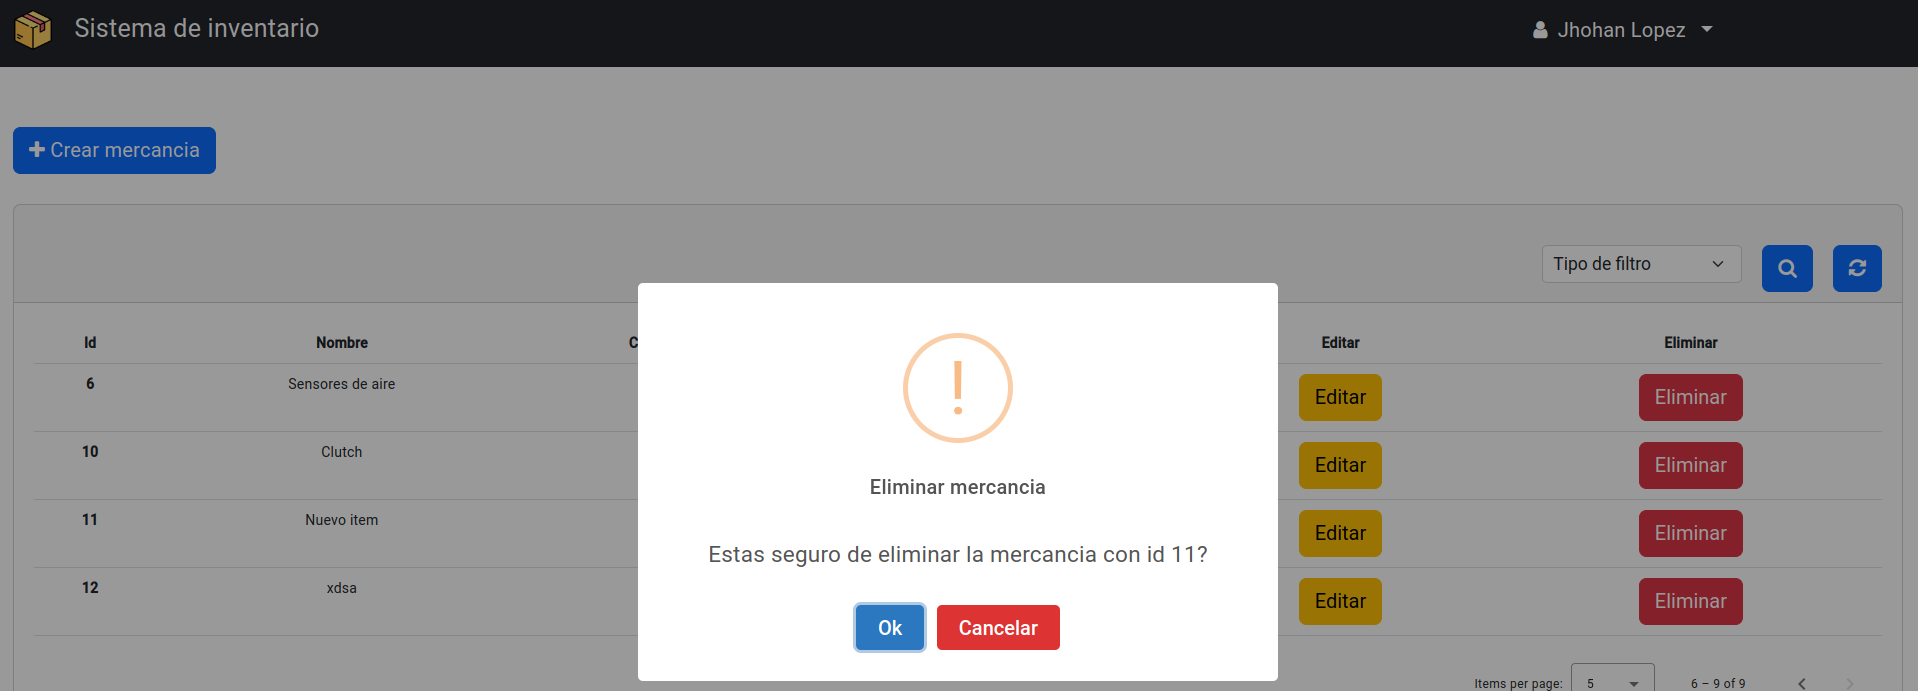 Sistema de inventario
Jhohan Lopez
Crear mercancia
Tipo de filtro
Id Nombre C Editar Eliminar
6 Sensores de aire Editar Eliminar
10 Clutch Editar Eliminar
11 Nuevo item Editar Eliminar
12 xdsa Editar Eliminar
!
Eliminar mercancia
Estas seguro de eliminar la mercancia con id 11?
Ok Cancelar
Items per page: 5 6 – 9 of 9